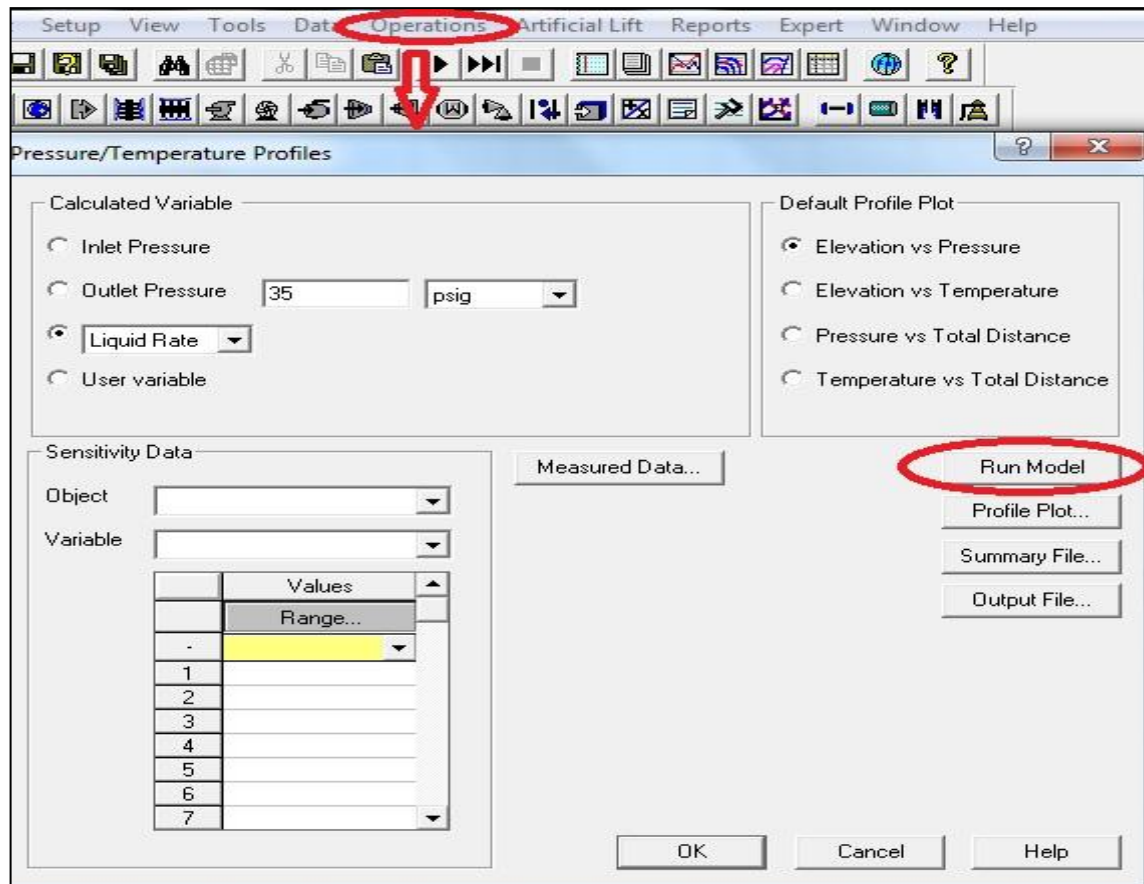 Setup View Tools Data Operations Artificial Lift Reports Expert Window Help
Pressure/Temperature Profiles
Calculated Variable
Inlet Pressure
Outlet Pressure 35 psig
Liquid Rate
User variable
Default Profile Plot
Elevation vs Pressure
Elevation vs Temperature
Pressure vs Total Distance
Temperature vs Total Distance
Sensitivity Data
Object
Variable
Values
Range...
-
1
2
3
4
5
6
7
Measured Data...
Run Model
Profile Plot...
Summary File...
Output File...
OK Cancel Help